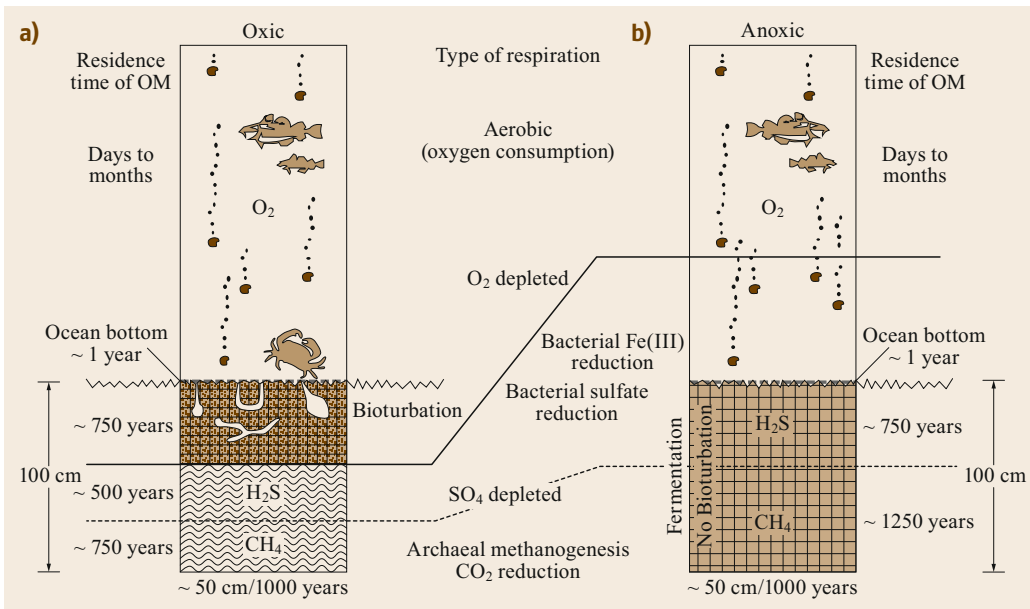 a)
Oxic
Residence
time of OM
Days to
months
O2
Ocean bottom
~ 1 year
~ 750 years
100 cm
~ 500 years
~ 750 years
Bioturbation
H2S
CH4
~ 50 cm/1000 years
Type of respiration
Aerobic
(oxygen consumption)
O2 depleted
Bacterial Fe(III)
reduction
Bacterial sulfate
reduction
SO4 depleted
Archaeal methanogenesis
CO2 reduction
b)
Anoxic
Residence
time of OM
Days to
months
O2
Ocean bottom
~ 1 year
Fermentation
No Bioturbation
H2S
CH4
~ 750 years
100 cm
~ 1250 years
~ 50 cm/1000 years